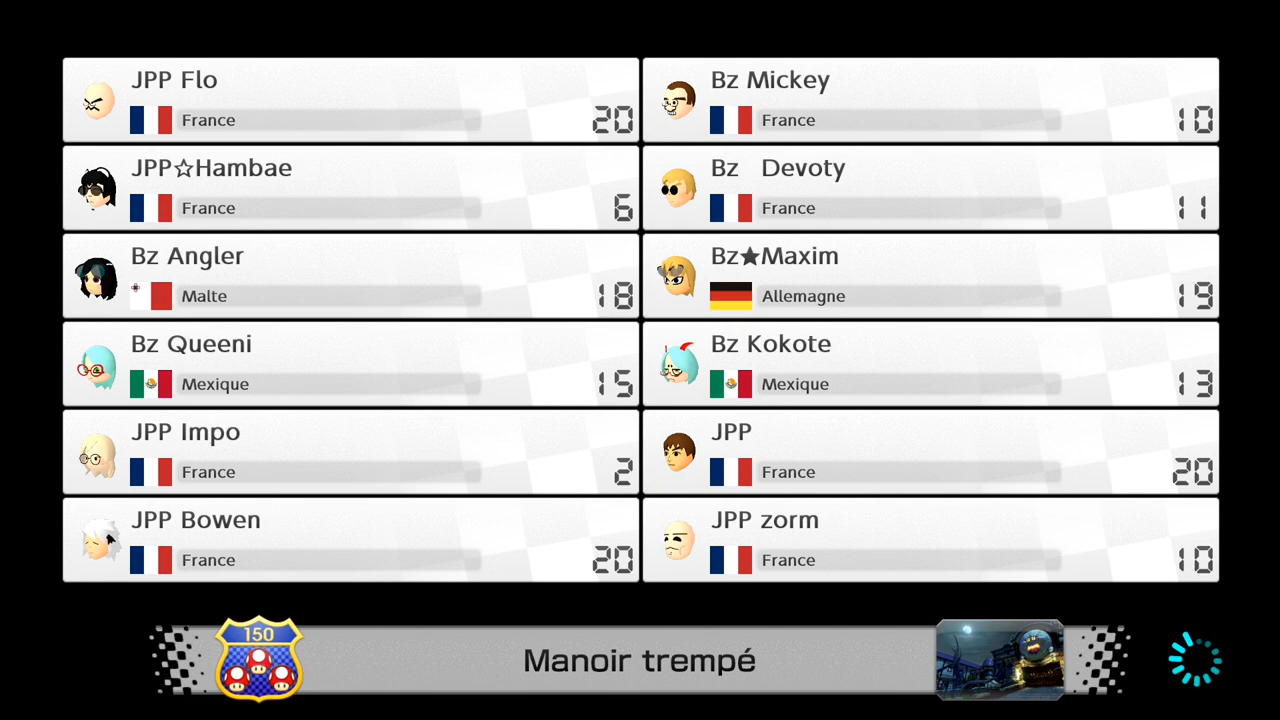 JPP Flo
France
20
Bz Mickey
France
10
JPP☆Hambae
France
6
Bz Devoty
France
11
Bz Angler
Malte
18
Bz★Maxim
Allemagne
19
Bz Queeni
Mexique
15
Bz Kokote
Mexique
13
JPP Impo
France
2
JPP
France
20
JPP Bowen
France
20
JPP zorm
France
10
150
Manoir trempé